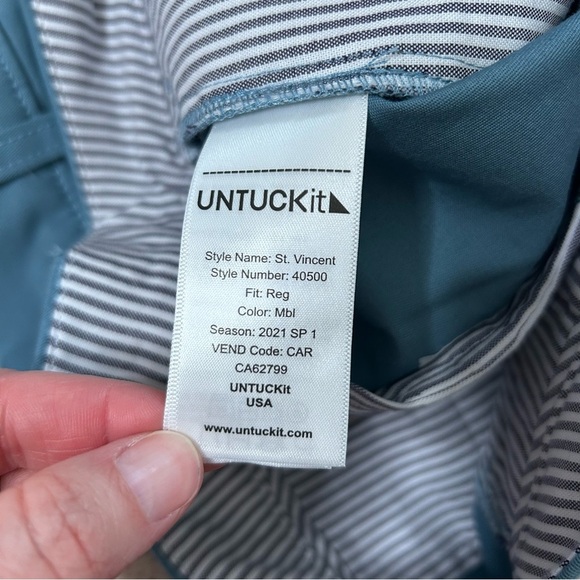 UNTUCKit
Style Name: St. Vincent
Style Number: 40500
Fit: Reg
Color: Mbl
Season: 2021 SP 1
VEND Code: CAR
CA62799
UNTUCKit
USA
www.untuckit.com